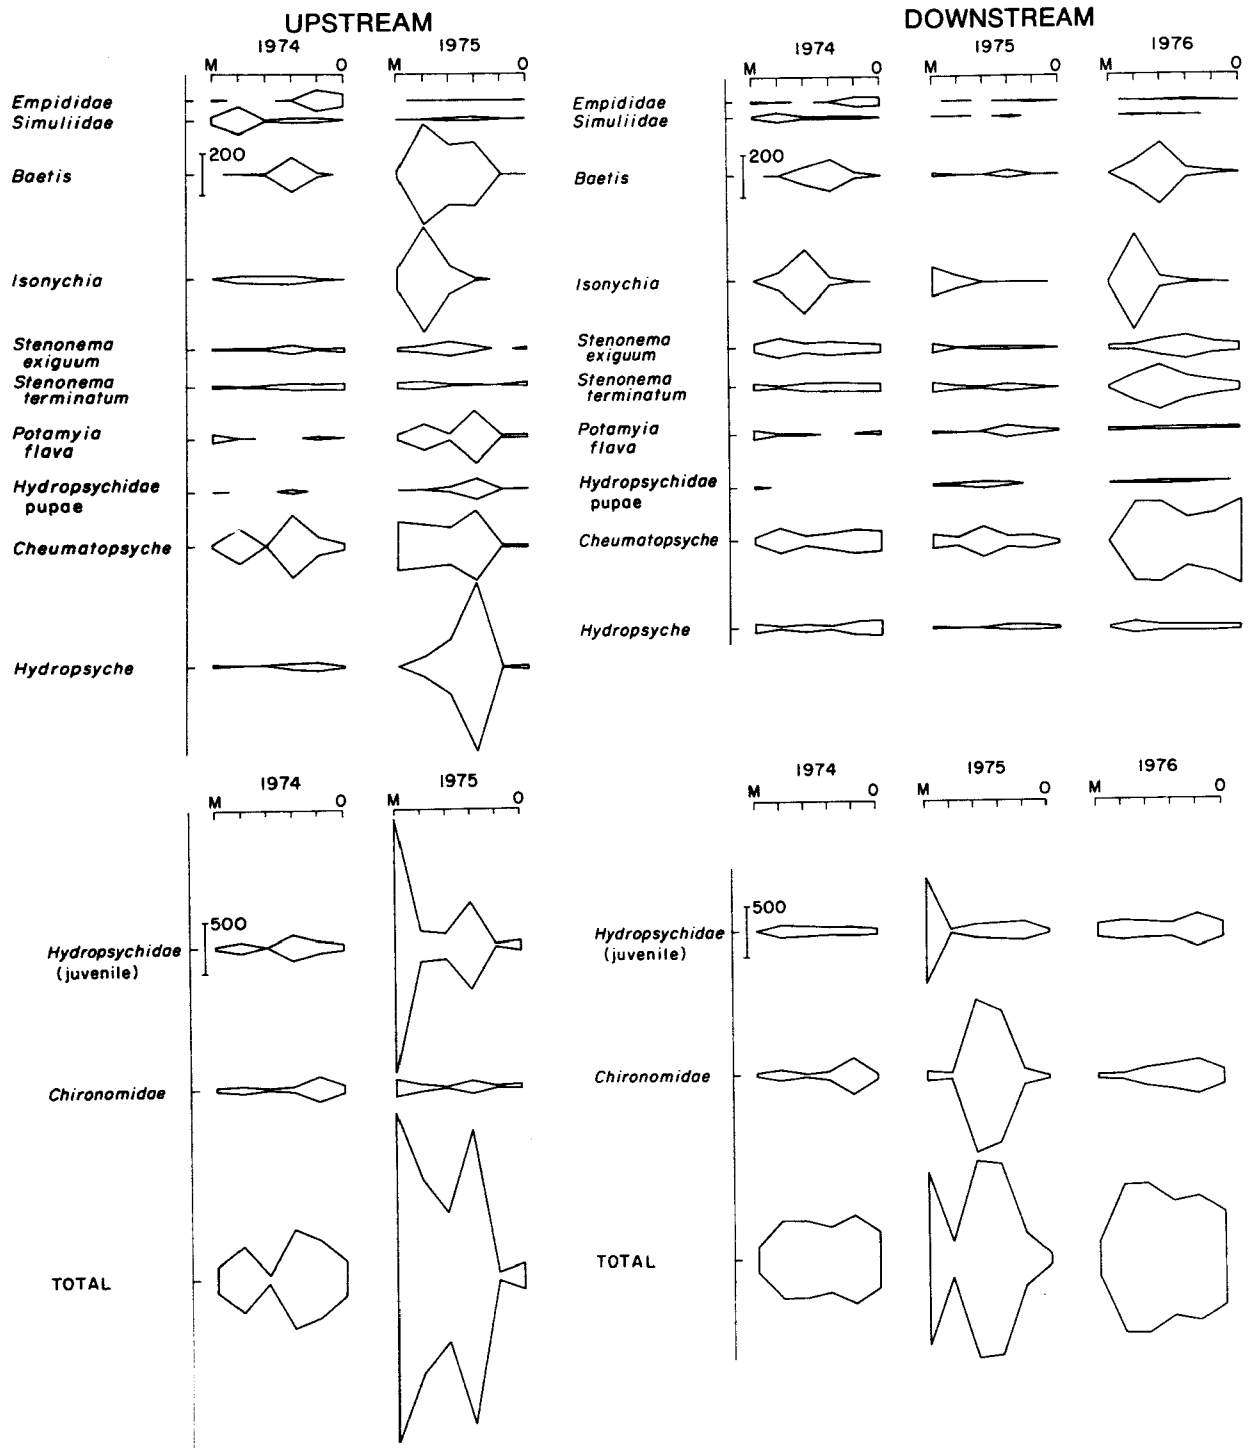 UPSTREAM
1974
1975
M
O
M
O
Empididae
Simuliidae
200
Baetis
Isonychia
Stenonema
exiguum
Stenonema
terminatum
Potamyia
flava
Hydropsychidae
pupae
Cheumatopsyche
Hydropsyche
1974
1975
M
O
M
O
500
Hydropsychidae
(juvenile)
Chironomidae
TOTAL
DOWNSTREAM
1974
1975
1976
M
O
M
O
M
O
Empididae
Simuliidae
200
Baetis
Isonychia
Stenonema
exiguum
Stenonema
terminatum
Potamyia
flava
Hydropsychidae
pupae
Cheumatopsyche
Hydropsyche
1974
1975
1976
M
O
M
O
M
O
500
Hydropsychidae
(juvenile)
Chironomidae
TOTAL